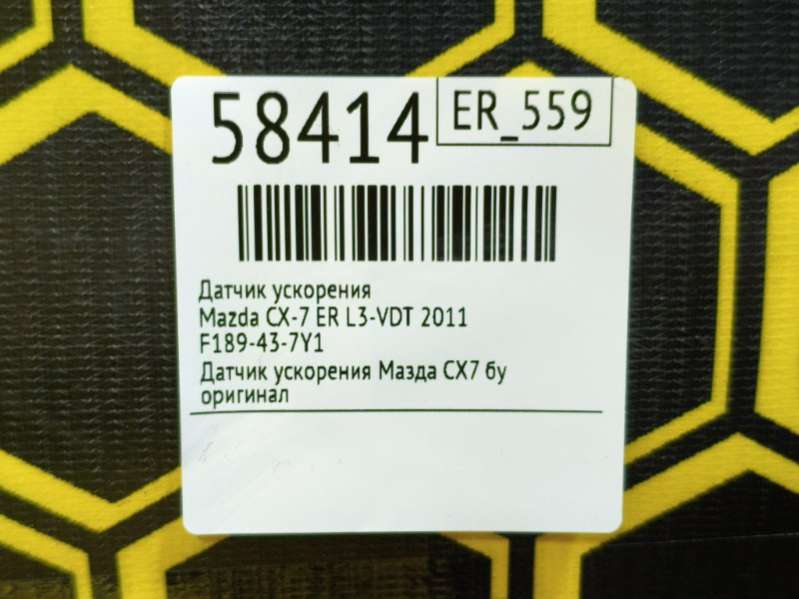 58414
ER_559
Датчик ускорения
Mazda CX-7 ER L3-VDT 2011
F189-43-7Y1
Датчик ускорения Мазда СХ7 бу
оригинал